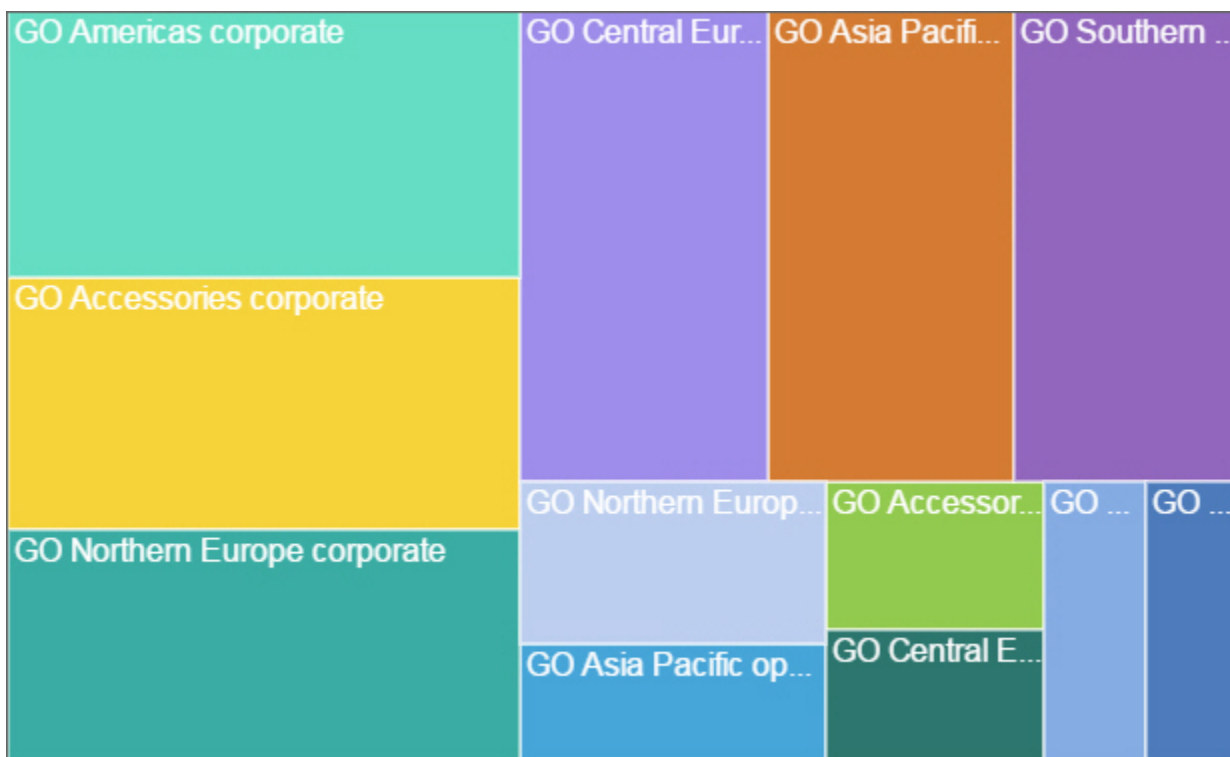 GO Americas corporate
GO Central Eur...
GO Asia Pacifi...
GO Southern ...
GO Accessories corporate
GO Northern Europ...
GO Accessor...
GO ...
GO ...
GO Northern Europe corporate
GO Central E...
GO Asia Pacific op...